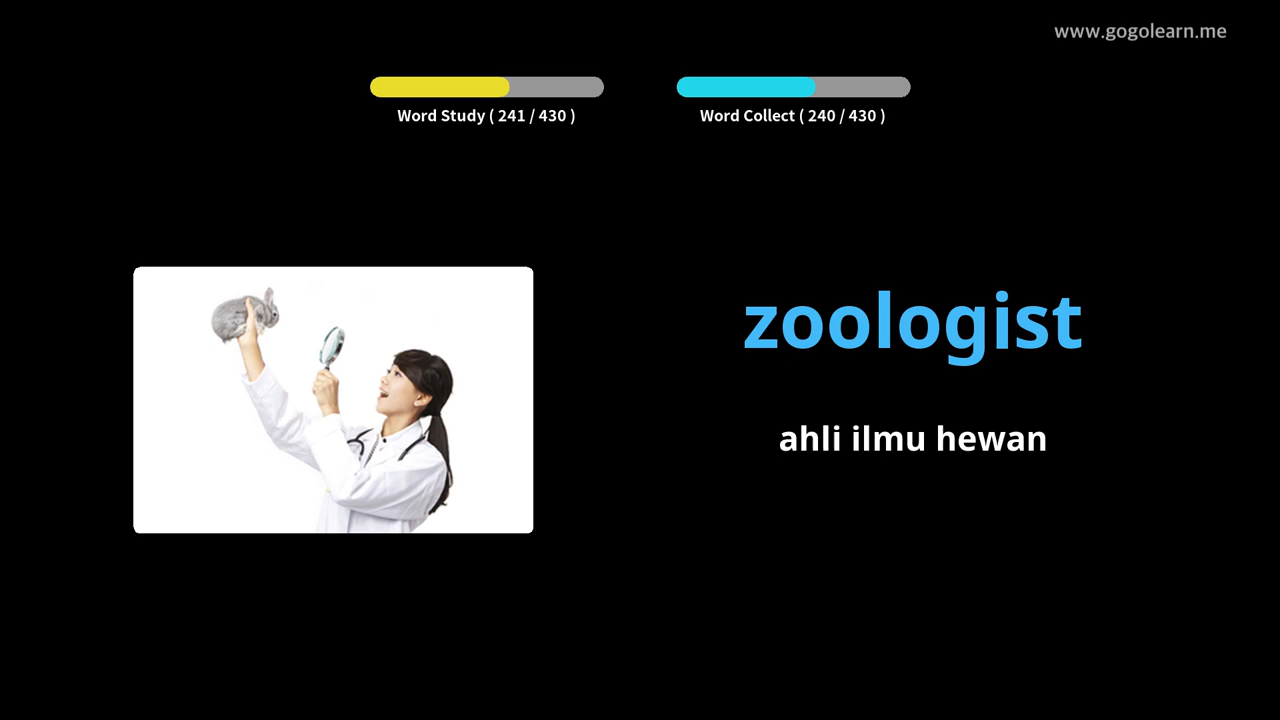 www.gogolearn.me
Word Study ( 241 / 430 )
Word Collect ( 240 / 430 )
zoologist
ahli ilmu hewan